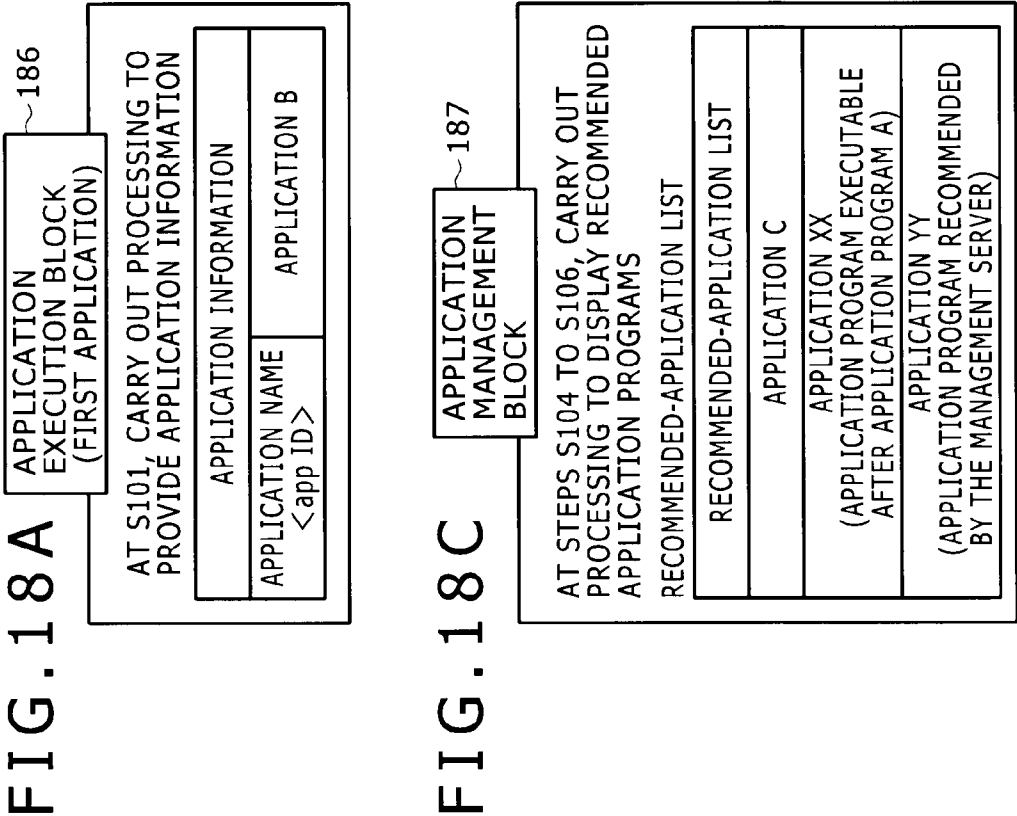 FIG.18A
APPLICATION
EXECUTION BLOCK
(FIRST APPLICATION)
~186
AT S101, CARRY OUT PROCESSING TO
PROVIDE APPLICATION INFORMATION
APPLICATION INFORMATION
APPLICATION NAME
<app ID>
APPLICATION B
FIG.18C
APPLICATION
MANAGEMENT
BLOCK
~187
AT STEPS S104 TO S106, CARRY OUT
PROCESSING TO DISPLAY RECOMMENDED
APPLICATION PROGRAMS
RECOMMENDED-APPLICATION LIST
RECOMMENDED-APPLICATION LIST
APPLICATION C
APPLICATION XX
(APPLICATION PROGRAM EXECUTABLE
AFTER APPLICATION PROGRAM A)
APPLICATION YY
(APPLICATION PROGRAM RECOMMENDED
BY THE MANAGEMENT SERVER)